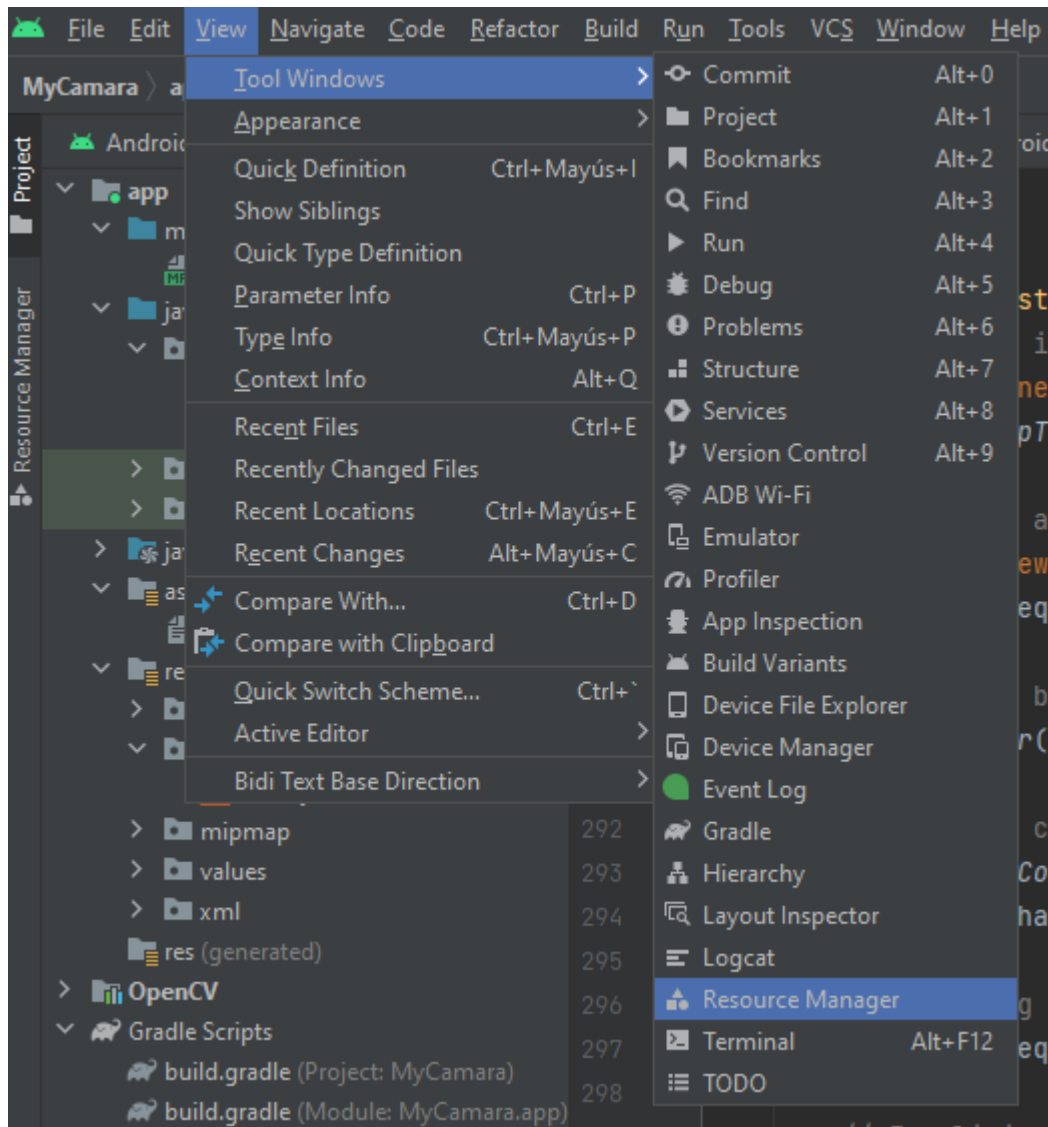 File Edit View Navigate Code Refactor Build Run Tools VCS Window Help
MyCamara
Project
Resource Manager
Android
app
res (generated)
mipmap
values
xml
OpenCV
Gradle Scripts
build.gradle (Project: MyCamara)
build.gradle (Module: MyCamara.app)
Tool Windows
Appearance
Quick Definition Ctrl+Mayús+I
Show Siblings
Quick Type Definition
Parameter Info Ctrl+P
Type Info Ctrl+Mayús+P
Context Info Alt+Q
Recent Files Ctrl+E
Recently Changed Files
Recent Locations Ctrl+Mayús+E
Recent Changes Alt+Mayús+C
Compare With... Ctrl+D
Compare with Clipboard
Quick Switch Scheme... Ctrl+`
Active Editor
Bidi Text Base Direction
292
293
294
295
296
297
298
Commit Alt+0
Project Alt+1
Bookmarks Alt+2
Find Alt+3
Run Alt+4
Debug Alt+5
Problems Alt+6
Structure Alt+7
Services Alt+8
Version Control Alt+9
ADB Wi-Fi
Emulator
Profiler
App Inspection
Build Variants
Device File Explorer
Device Manager
Event Log
Gradle
Hierarchy
Layout Inspector
Logcat
Resource Manager
Terminal Alt+F12
TODO